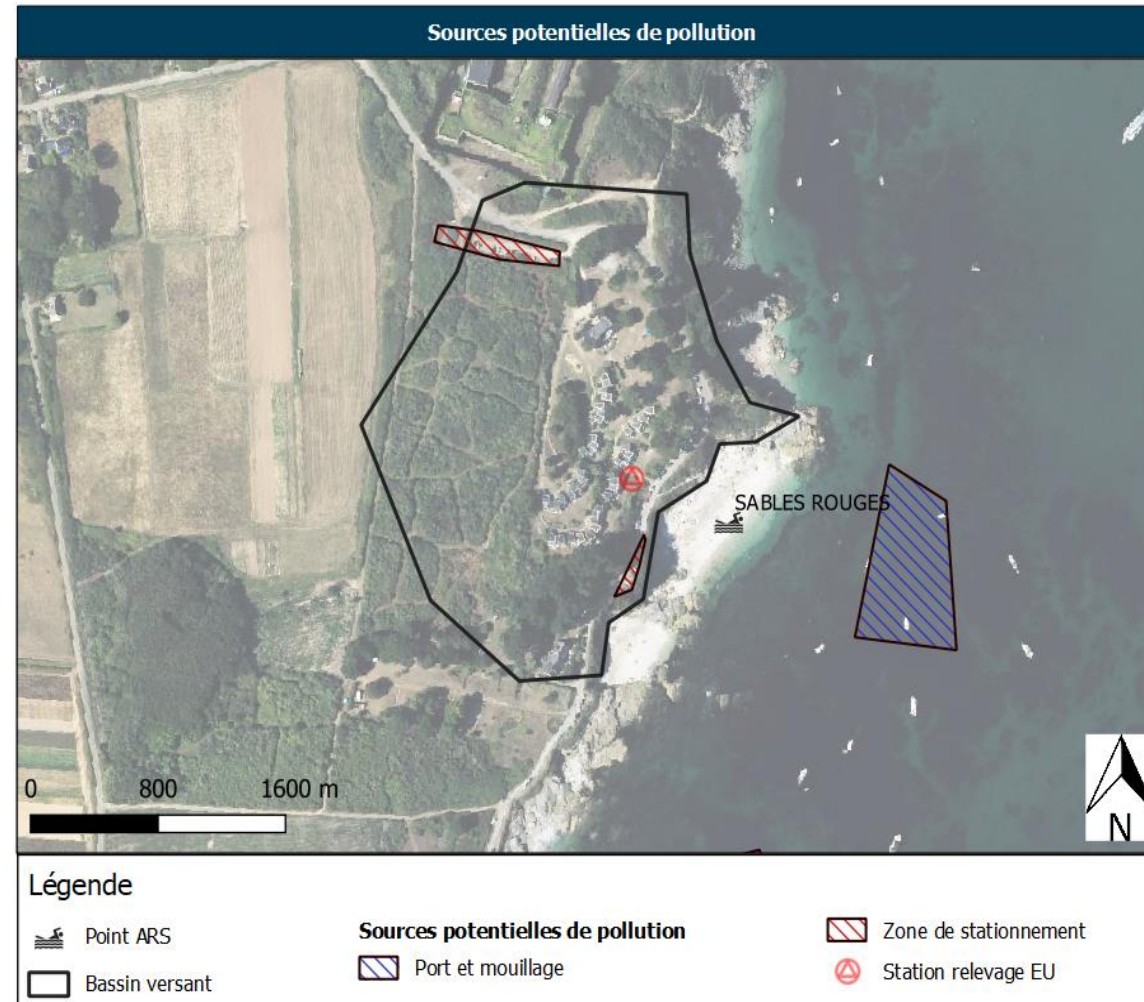 Sources potentielles de pollution
SABLES ROUGES
0 800 1600 m
N
Légende
Point ARS
Bassin versant
Sources potentielles de pollution
Port et mouillage
Zone de stationnement
Station relevage EU